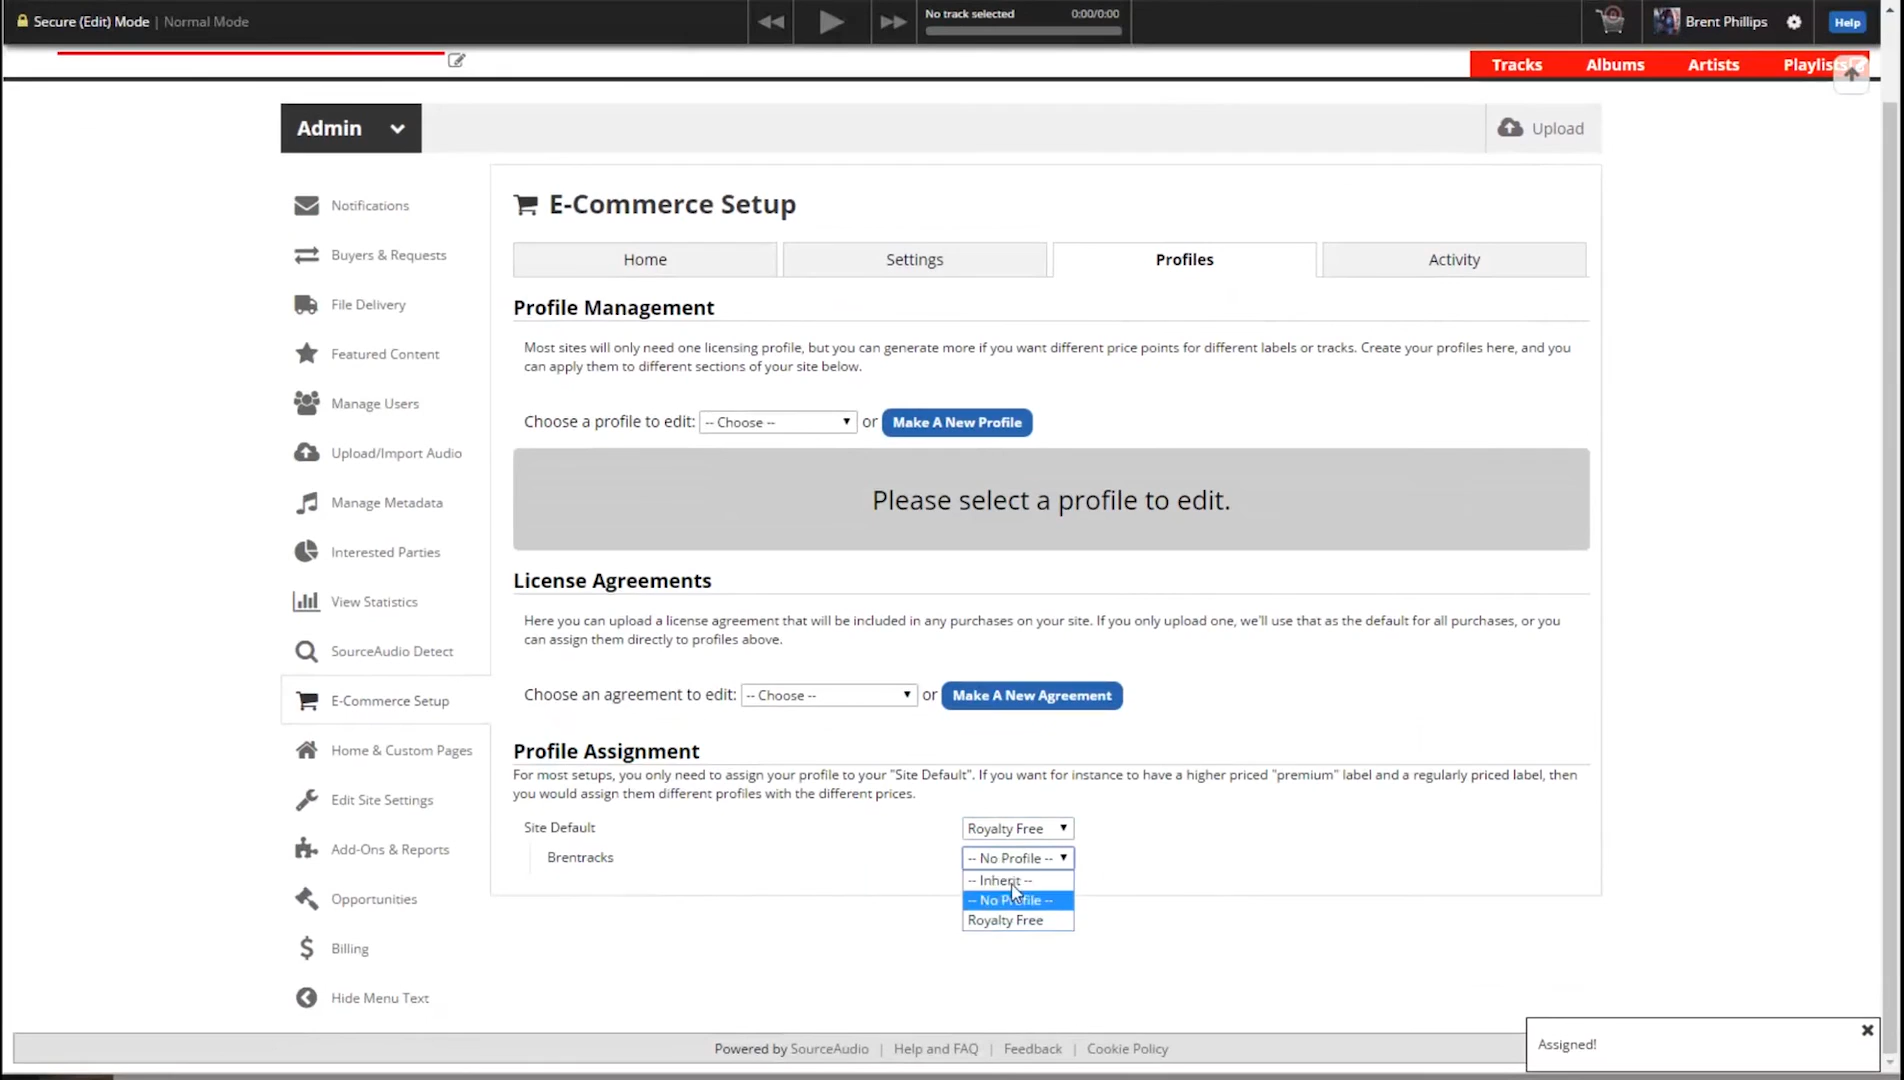 Secure (Edit) Mode | Normal Mode
No track selected 0:00/0:00
0
Brent Phillips
Help
Tracks Albums Artists Playlists
Admin
Upload
Notifications
Buyers & Requests
File Delivery
Featured Content
Manage Users
Upload/Import Audio
Manage Metadata
Interested Parties
View Statistics
SourceAudio Detect
E-Commerce Setup
Home & Custom Pages
Edit Site Settings
Add-Ons & Reports
Opportunities
Billing
Hide Menu Text
E-Commerce Setup
Home Settings Profiles Activity
Profile Management
Most sites will only need one licensing profile, but you can generate more if you want different price points for different labels or tracks. Create your profiles here, and you
can apply them to different sections of your site below.
Choose a profile to edit: -- Choose -- or Make A New Profile
Please select a profile to edit.
License Agreements
Here you can upload a license agreement that will be included in any purchases on your site. If you only upload one, we'll use that as the default for all purchases, or you
can assign them directly to profiles above.
Choose an agreement to edit: -- Choose -- or Make A New Agreement
Profile Assignment
For most setups, you only need to assign your profile to your "Site Default". If you want for instance to have a higher priced "premium" label and a regularly priced label, then
you would assign them different profiles with the different prices.
Site Default Royalty Free
Brentracks -- No Profile --
-- Inherit --
-- No Profile --
Royalty Free
Powered by SourceAudio | Help and FAQ | Feedback | Cookie Policy
Assigned!